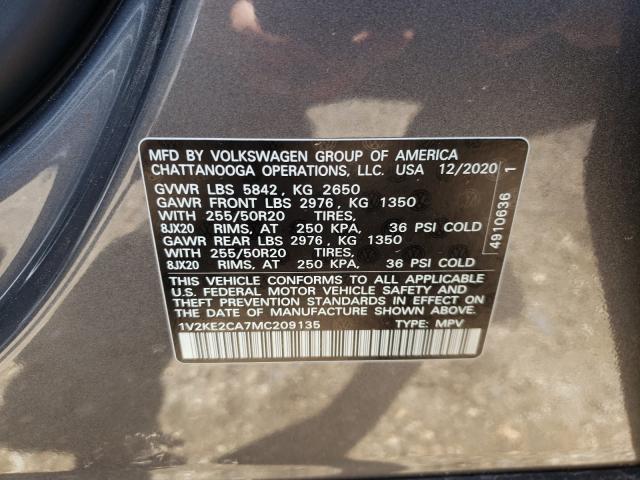 MFD BY VOLKSWAGEN GROUP OF AMERICA
CHATTANOOGA OPERATIONS, LLC. USA 12/2020
GVWR LBS 5842 , KG 2650
GAWR FRONT LBS 2976 , KG 1350
WITH 255/50R20 TIRES,
8JX20 RIMS, AT 250 KPA, 36 PSI COLD
GAWR REAR LBS 2976 , KG 1350
WITH 255/50R20 TIRES,
8JX20 RIMS, AT 250 KPA, 36 PSI COLD
THIS VEHICLE CONFORMS TO ALL APPLICABLE
U.S. FEDERAL MOTOR VEHICLE SAFETY AND
THEFT PREVENTION STANDARDS IN EFFECT ON
THE DATE OF MANUFACTURE SHOWN ABOVE.
1V2KE2CA7MC209135 TYPE: MPV
4910636 1